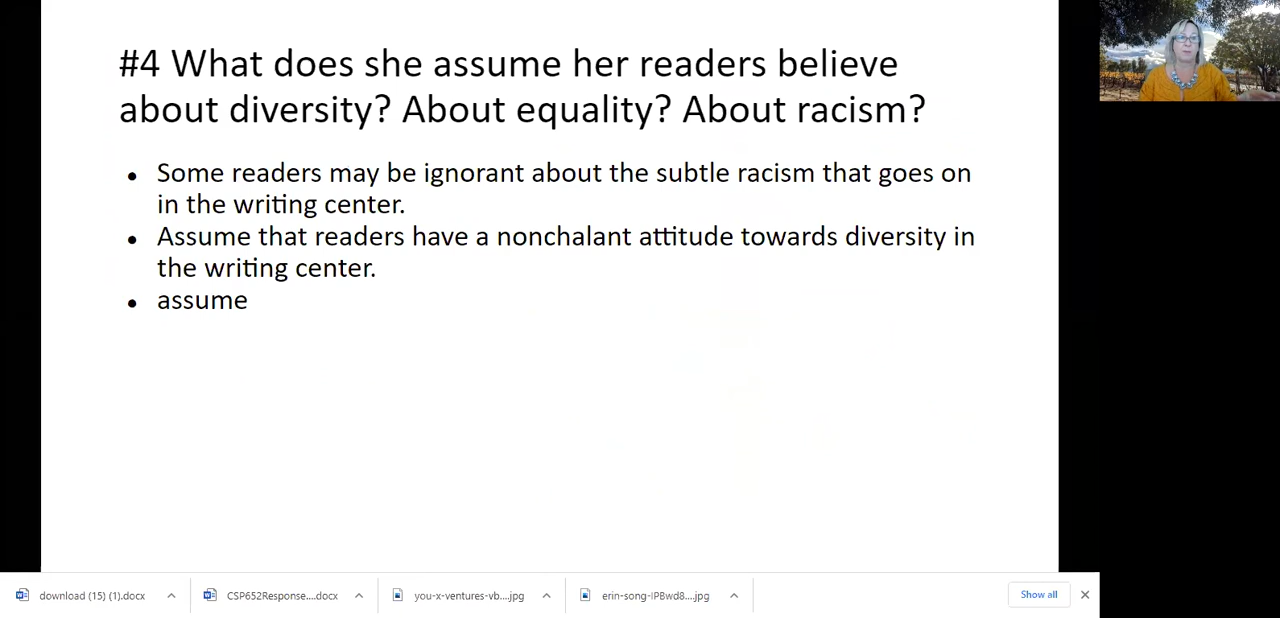 #4 What does she assume her readers believe
about diversity? About equality? About racism?
• Some readers may be ignorant about the subtle racism that goes on
in the writing center.
• Assume that readers have a nonchalant attitude towards diversity in
the writing center.
• assume
download (15) (1).docx
CSP652Response....docx
you-x-ventures-vb....jpg
erin-song-IPBwd8....jpg
Show all